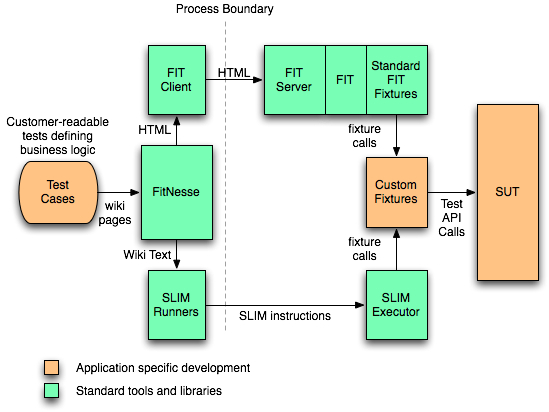 Process Boundary
FIT
Client
HTML
FIT
Server
FIT
Standard
FIT
Fixtures
Customer-readable
tests defining
business logic
HTML
fixture
calls
Test
Cases
wiki
pages
FitNesse
Custom
Fixtures
Test
API
Calls
SUT
Wiki Text
fixture
calls
SLIM
Runners
SLIM instructions
SLIM
Executor
Application specific development
Standard tools and libraries